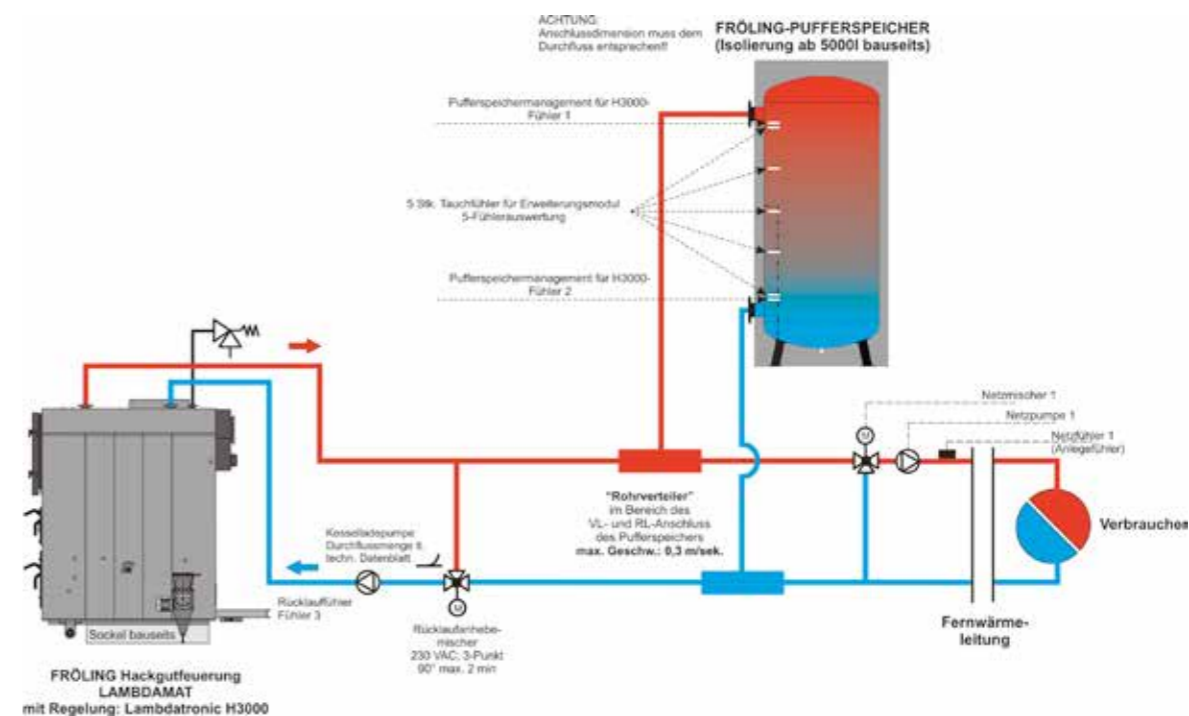 ACHTUNG:
Anschlussdimension muss dem
Durchfluss entsprechen!!
FRÖLING-PUFFERSPEICHER
(Isolierung ab 5000l bauseits)
Pufferspeichermanagement für H3000-
Fühler 1
5 Stk. Tauchfühler für Erweiterungsmodul
5-Fühlerauswertung
Pufferspeichermanagement für H3000-
Fühler 2
Netzmischer 1
Netzpumpe 1
Netzfühler 1
(Anlegefühler)
M
"Rohrverteiler"
im Bereich des
VL- und RL-Anschluss
des Pufferspeichers
max. Geschw.: 0,3 m/sek.
Verbraucher
Kesselladepumpe
Durchflussmenge lt.
techn. Datenblatt
Rücklauffühler
Fühler 3
M
Rücklaufanhebe-
mischer
230 VAC; 3-Punkt
90° max. 2 min
Fernwärme-
leitung
Sockel bauseits
FRÖLING Hackgutfeuerung
LAMBDAMAT
mit Regelung: Lambdatronic H3000